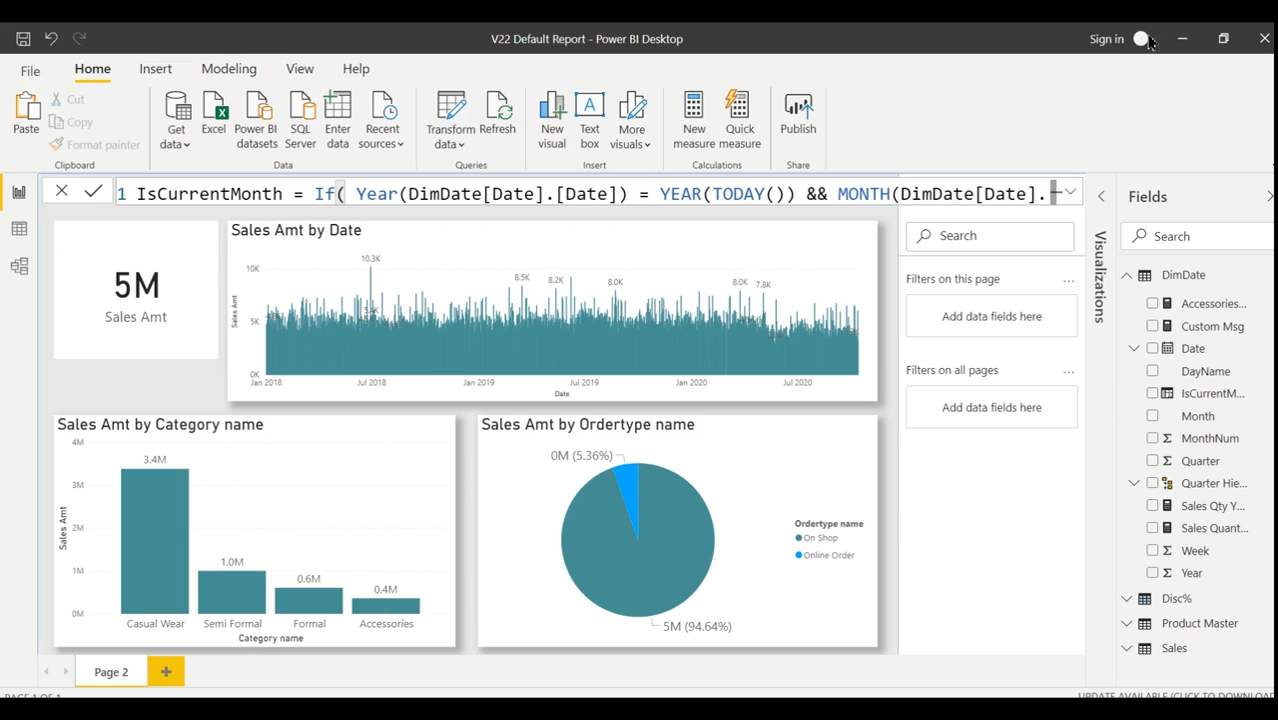 V22 Default Report - Power BI Desktop
Sign in
File Home Insert Modeling View Help
Paste
Cut
Copy
Format painter
Get data
Excel
Power BI datasets
SQL Server
Enter data
Recent sources
Transform data
Refresh
New visual
Text box
More visuals
New measure
Quick measure
Publish
Clipboard
Data
Queries
Insert
Calculations
Share
1 IsCurrentMonth = If( Year(DimDate[Date].[Date]) = YEAR(TODAY()) && MONTH(DimDate[Date].
5M
Sales Amt
Sales Amt by Date
10.3K
8.5K
8.2K
8.0K
8.0K
7.8K
10K
5K
0K
Sales Amt
Jan 2018 Jul 2018 Jan 2019 Jul 2019 Jan 2020 Jul 2020
Date
Sales Amt by Category name
4M
3M
2M
1M
0M
Sales Amt
3.4M
1.0M
0.6M
0.4M
Casual Wear Semi Formal Formal Accessories
Category name
Sales Amt by Ordertype name
0M (5.36%)
5M (94.64%)
Ordertype name
On Shop
Online Order
Search
Filters on this page ...
Add data fields here
Filters on all pages ...
Add data fields here
Visualizations
Fields
Search
DimDate
Accessories...
Custom Msg
Date
DayName
IsCurrentM...
Month
MonthNum
Quarter
Quarter Hie...
Sales Qty Y...
Sales Quant...
Week
Year
Disc%
Product Master
Sales
Page 2
PAGE 1 OF 1
UPDATE AVAILABLE (CLICK TO DOWNLOAD